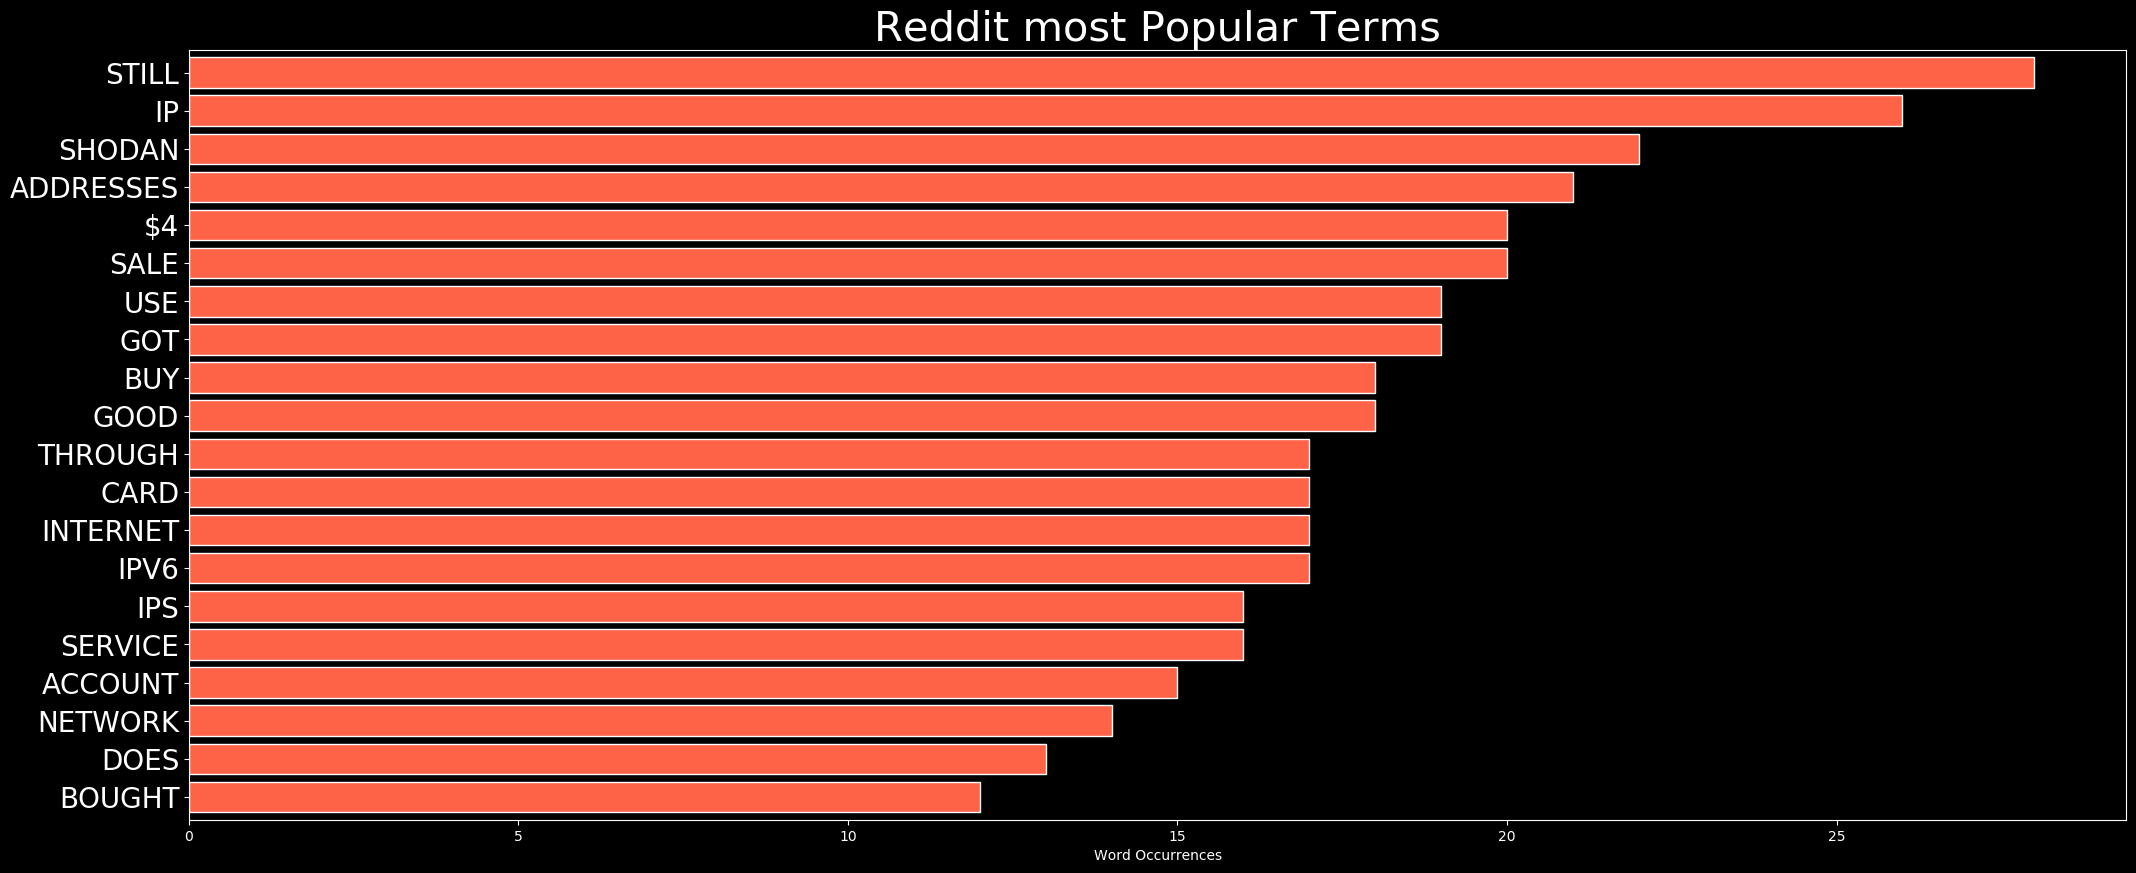 Reddit most Popular Terms
STILL
IP
SHODAN
ADDRESSES
$4
SALE
USE
GOT
BUY
GOOD
THROUGH
CARD
INTERNET
IPV6
IPS
SERVICE
ACCOUNT
NETWORK
DOES
BOUGHT
0 5 10 15 20 25
Word Occurrences